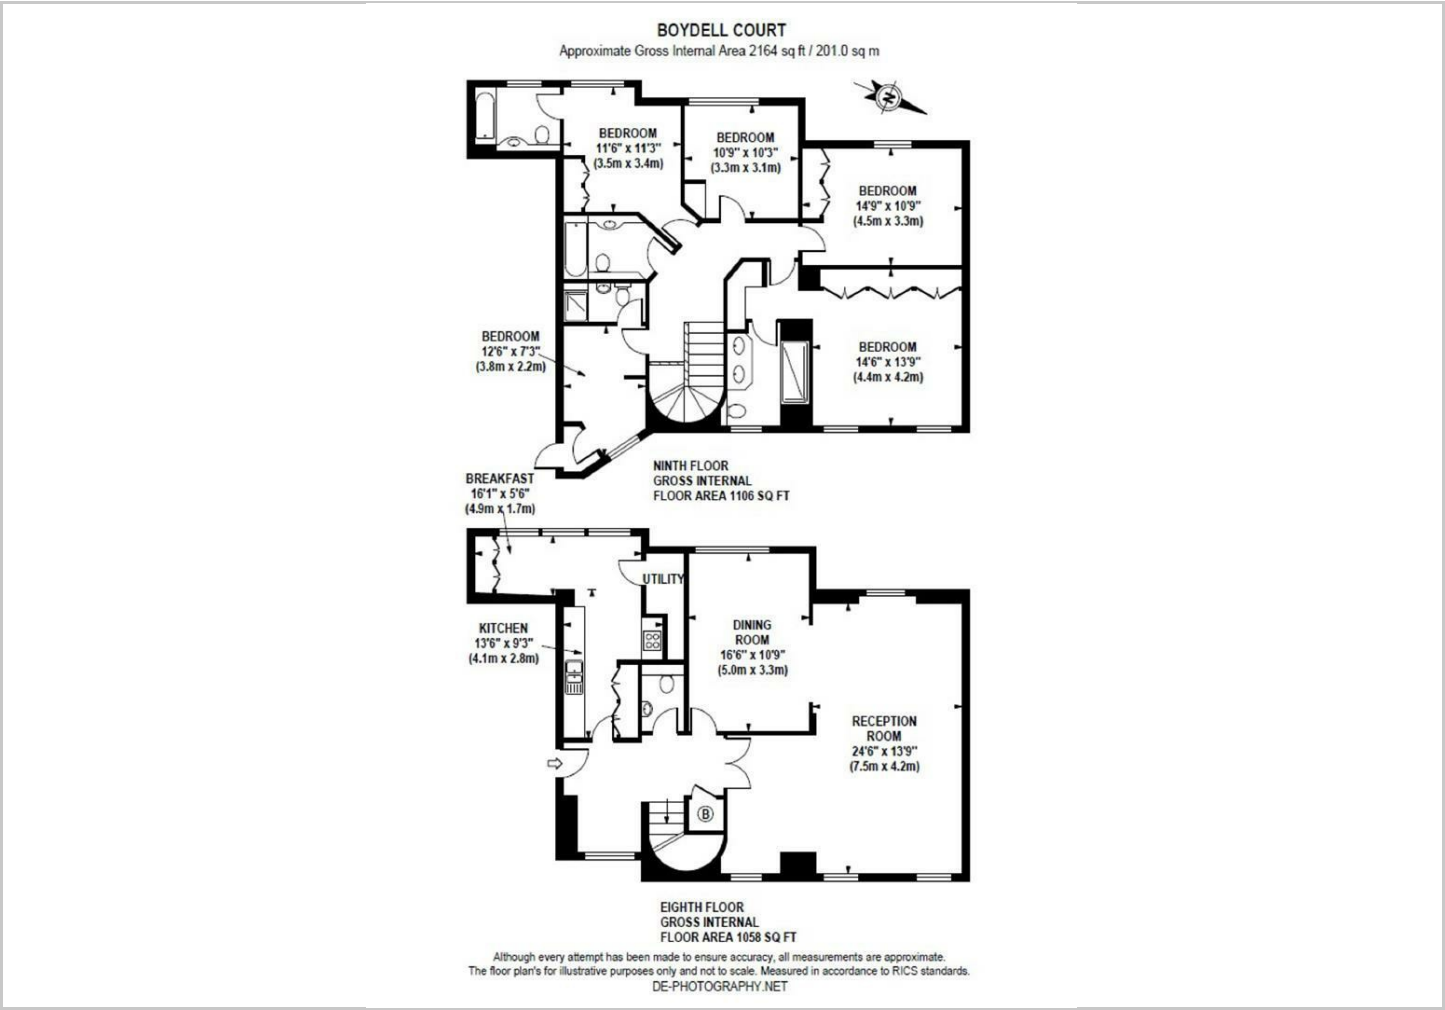 BOYDELL COURT
Approximate Gross Internal Area 2164 sq ft / 201.0 sq m
N
BEDROOM
11'6" x 11'3"
(3.5m x 3.4m)
BEDROOM
10'9" x 10'3"
(3.3m x 3.1m)
BEDROOM
14'9" x 10'9"
(4.5m x 3.3m)
BEDROOM
12'6" x 7'3"
(3.8m x 2.2m)
BEDROOM
14'6" x 13'9"
(4.4m x 4.2m)
NINTH FLOOR
GROSS INTERNAL
FLOOR AREA 1106 SQ FT
BREAKFAST
16'1" x 5'6"
(4.9m x 1.7m)
UTILITY
KITCHEN
13'6" x 9'3"
(4.1m x 2.8m)
DINING
ROOM
16'6" x 10'9"
(5.0m x 3.3m)
RECEPTION
ROOM
24'6" x 13'9"
(7.5m x 4.2m)
B
EIGHTH FLOOR
GROSS INTERNAL
FLOOR AREA 1058 SQ FT
Although every attempt has been made to ensure accuracy, all measurements are approximate.
The floor plan's for illustrative purposes only and not to scale. Measured in accordance to RICS standards.
DE-PHOTOGRAPHY.NET